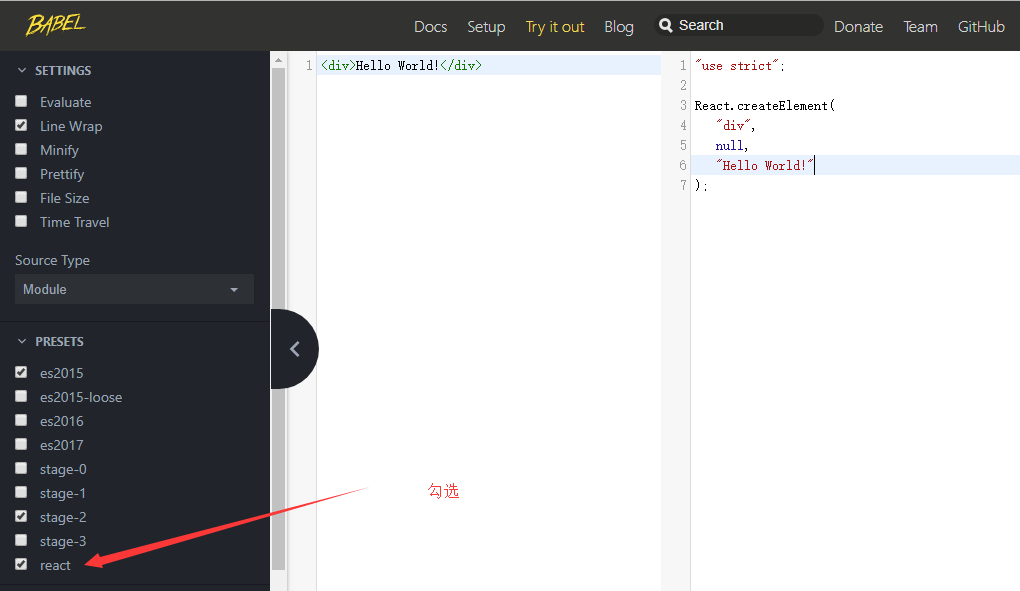 BABEL
Docs Setup Try it out Blog Search Donate Team GitHub
SETTINGS
Evaluate
Line Wrap
Minify
Prettify
File Size
Time Travel
Source Type
Module
PRESETS
es2015
es2015-loose
es2016
es2017
stage-0
stage-1
stage-2
stage-3
react
1 <div>Hello World!</div>
勾选
1 "use strict";
2
3 React.createElement(
4 "div",
5 null,
6 "Hello World!"
7 );